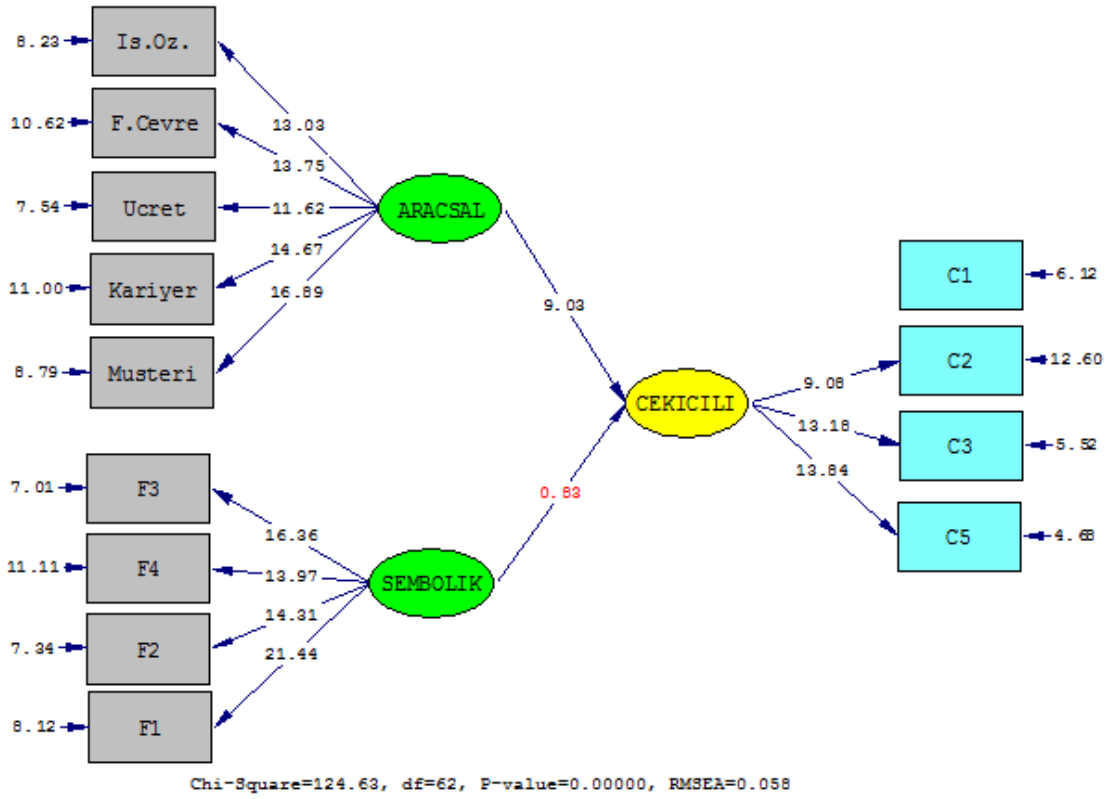 8.23 Is.Oz.
13.03
10.62 F.Cevre
13.75
7.54 Ucret 11.62 ARACSAL
14.67
11.00 Kariyer
16.89
8.79 Musteri
9.03
C1 6.12
9.08 C2 12.60
CEKICILI
13.18 C3 5.52
13.84
C5 4.68
0.83
7.01 F3
16.36
11.11 F4 13.97 SEMBOLIK
14.31
7.34 F2
21.44
8.12 F1
Chi-Square=124.63, df=62, P-value=0.00000, RMSEA=0.058